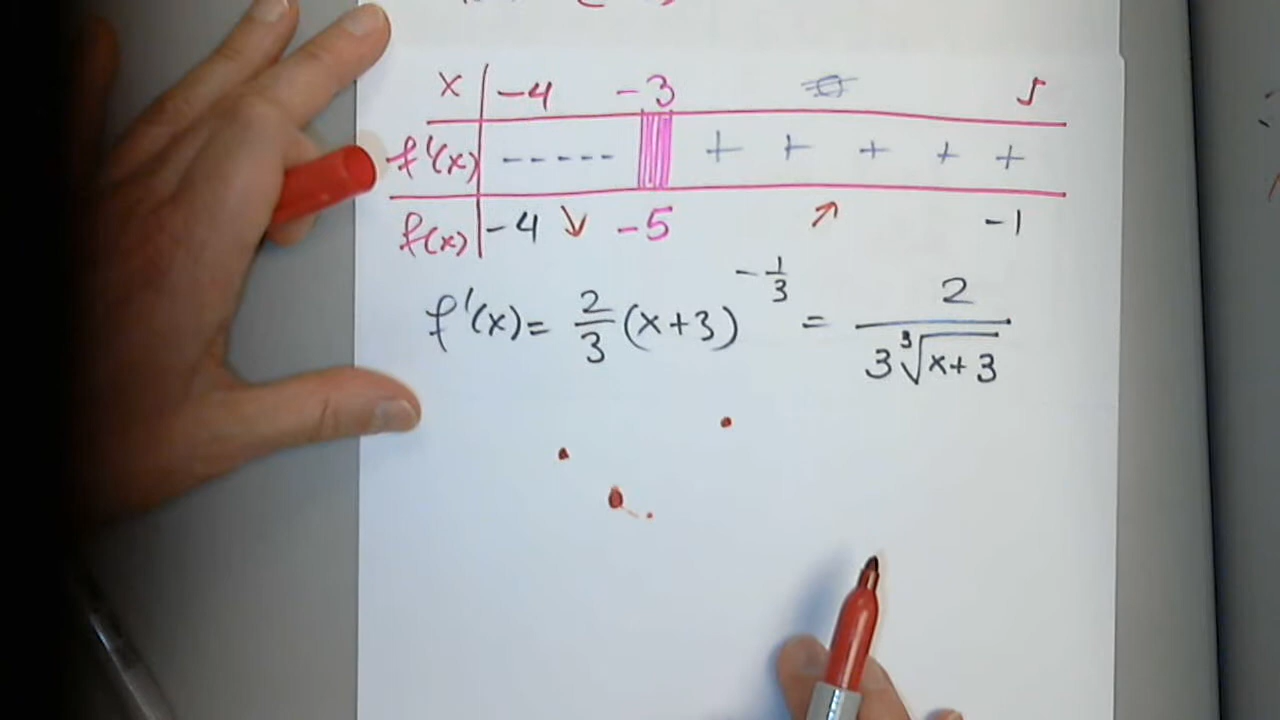 x -4 -3 5
f'(x) ----- + + + + +
f(x) -4 ↘ -5 ↗ -1
f'(x) = 2/3 (x+3)^(-1/3) = 2/(3∛(x+3))